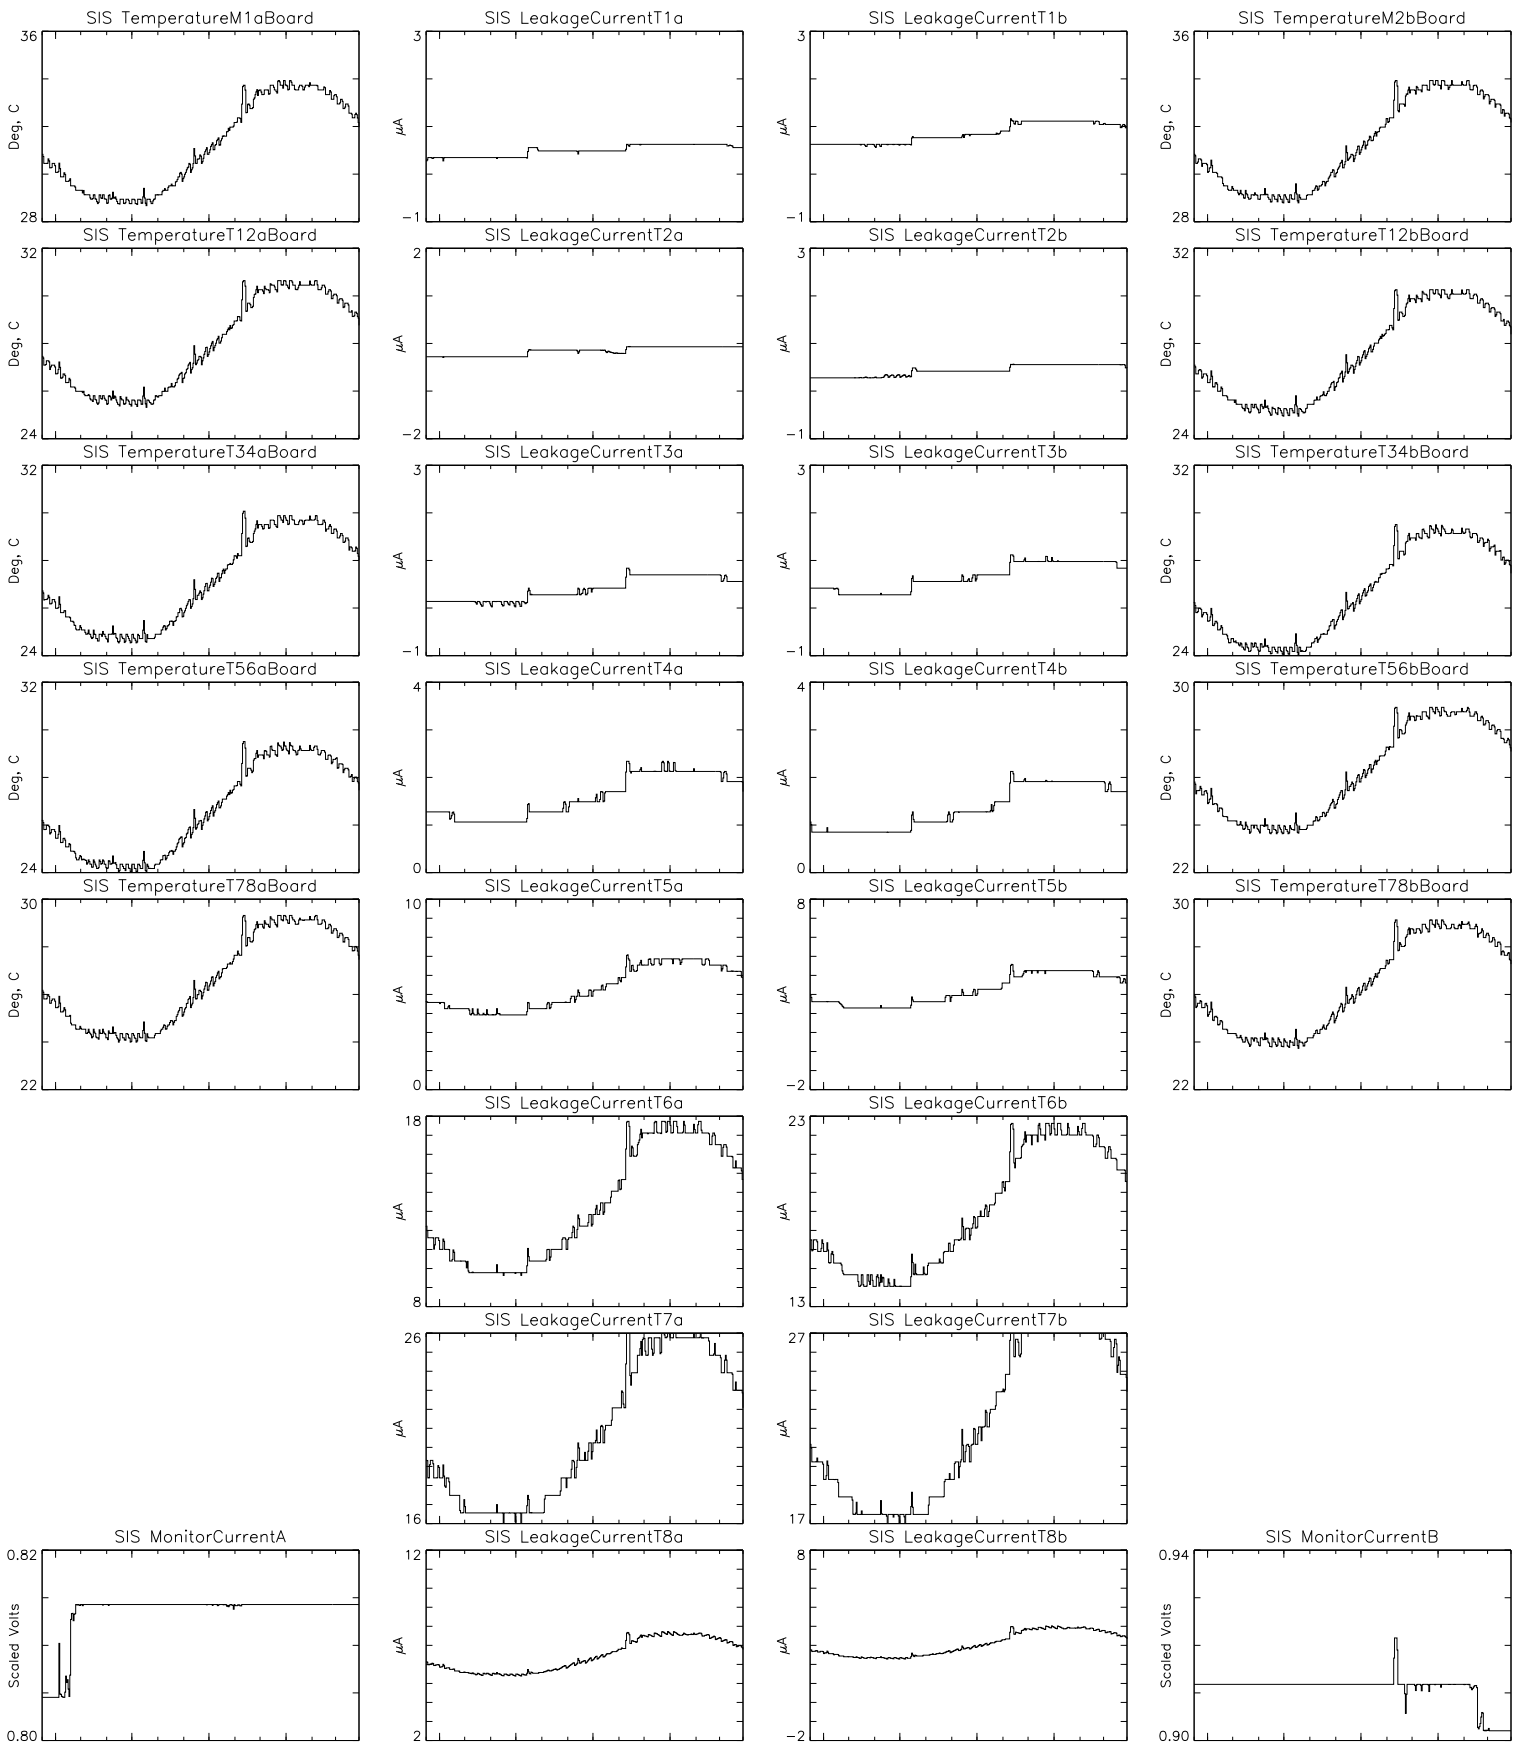 SIS TemperatureM1aBoard
36
Deg, C
28
SIS LeakageCurrentT1a
3
μA
−1
SIS LeakageCurrentT1b
3
μA
−1
SIS TemperatureM2bBoard
36
Deg, C
28
SIS TemperatureT12aBoard
32
Deg, C
24
SIS LeakageCurrentT2a
2
μA
−2
SIS LeakageCurrentT2b
3
μA
−1
SIS TemperatureT12bBoard
32
Deg, C
24
SIS TemperatureT34aBoard
32
Deg, C
24
SIS LeakageCurrentT3a
3
μA
−1
SIS LeakageCurrentT3b
3
μA
−1
SIS TemperatureT34bBoard
32
Deg, C
24
SIS TemperatureT56aBoard
32
Deg, C
24
SIS LeakageCurrentT4a
4
μA
0
SIS LeakageCurrentT4b
4
μA
0
SIS TemperatureT56bBoard
30
Deg, C
22
SIS TemperatureT78aBoard
30
Deg, C
22
SIS LeakageCurrentT5a
10
μA
0
SIS LeakageCurrentT5b
8
μA
−2
SIS TemperatureT78bBoard
30
Deg, C
22
SIS LeakageCurrentT6a
18
μA
8
SIS LeakageCurrentT6b
23
μA
13
SIS LeakageCurrentT7a
26
μA
16
SIS LeakageCurrentT7b
27
μA
17
SIS MonitorCurrentA
0.82
Scaled Volts
0.80
SIS LeakageCurrentT8a
12
μA
2
SIS LeakageCurrentT8b
8
μA
−2
SIS MonitorCurrentB
0.94
Scaled Volts
0.90